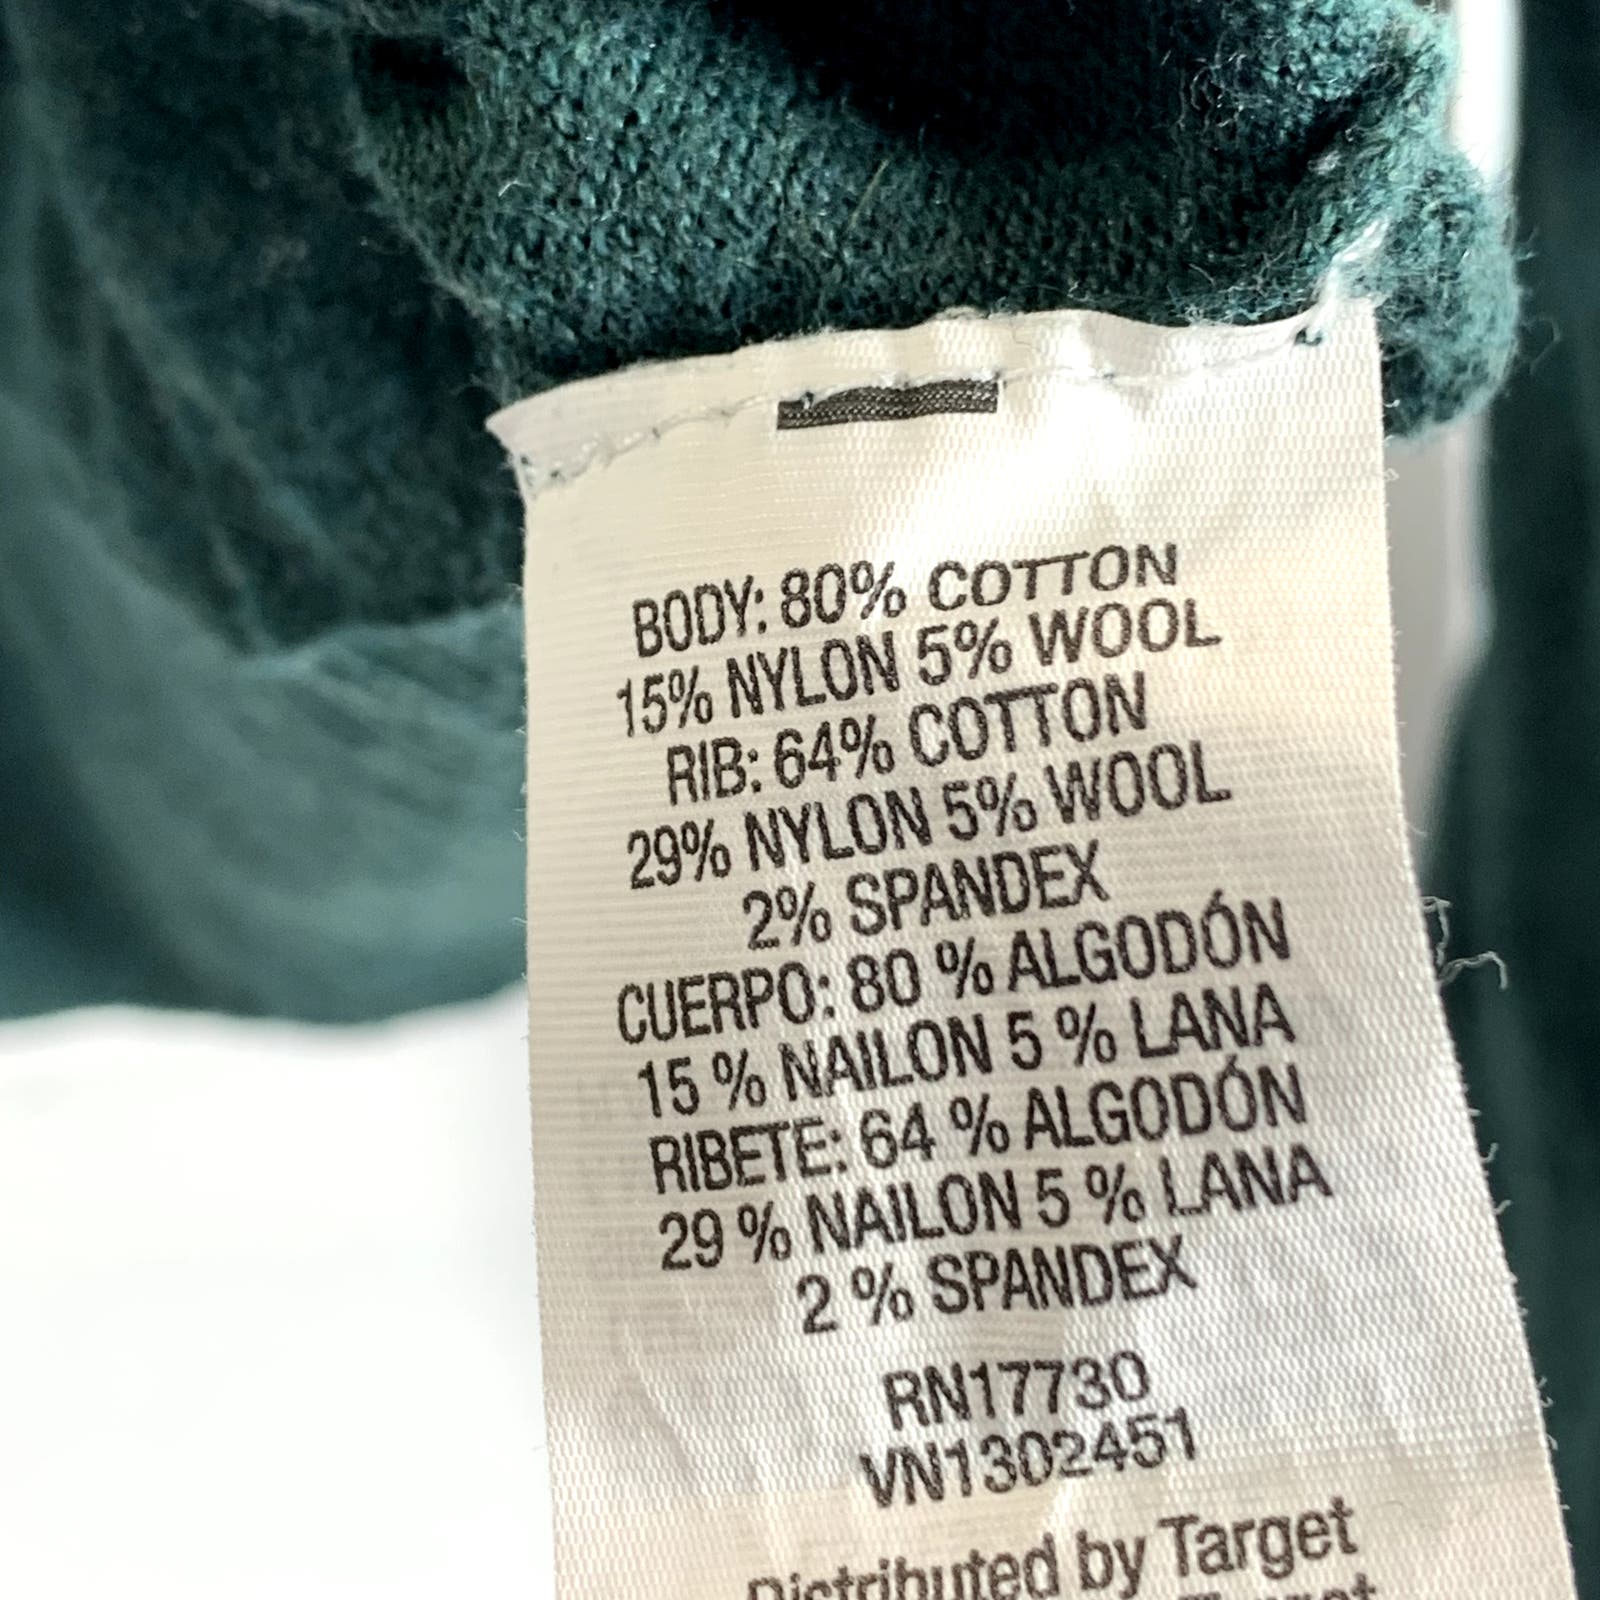 BODY: 80% COTTON
15% NYLON 5% WOOL
RIB: 64% COTTON
29% NYLON 5% WOOL
2% SPANDEX
CUERPO: 80 % ALGODÓN
15 % NAILON 5 % LANA
RIBETE: 64 % ALGODÓN
29 % NAILON 5 % LANA
2 % SPANDEX
RN17730
VN1302451
Distributed by Target
Target